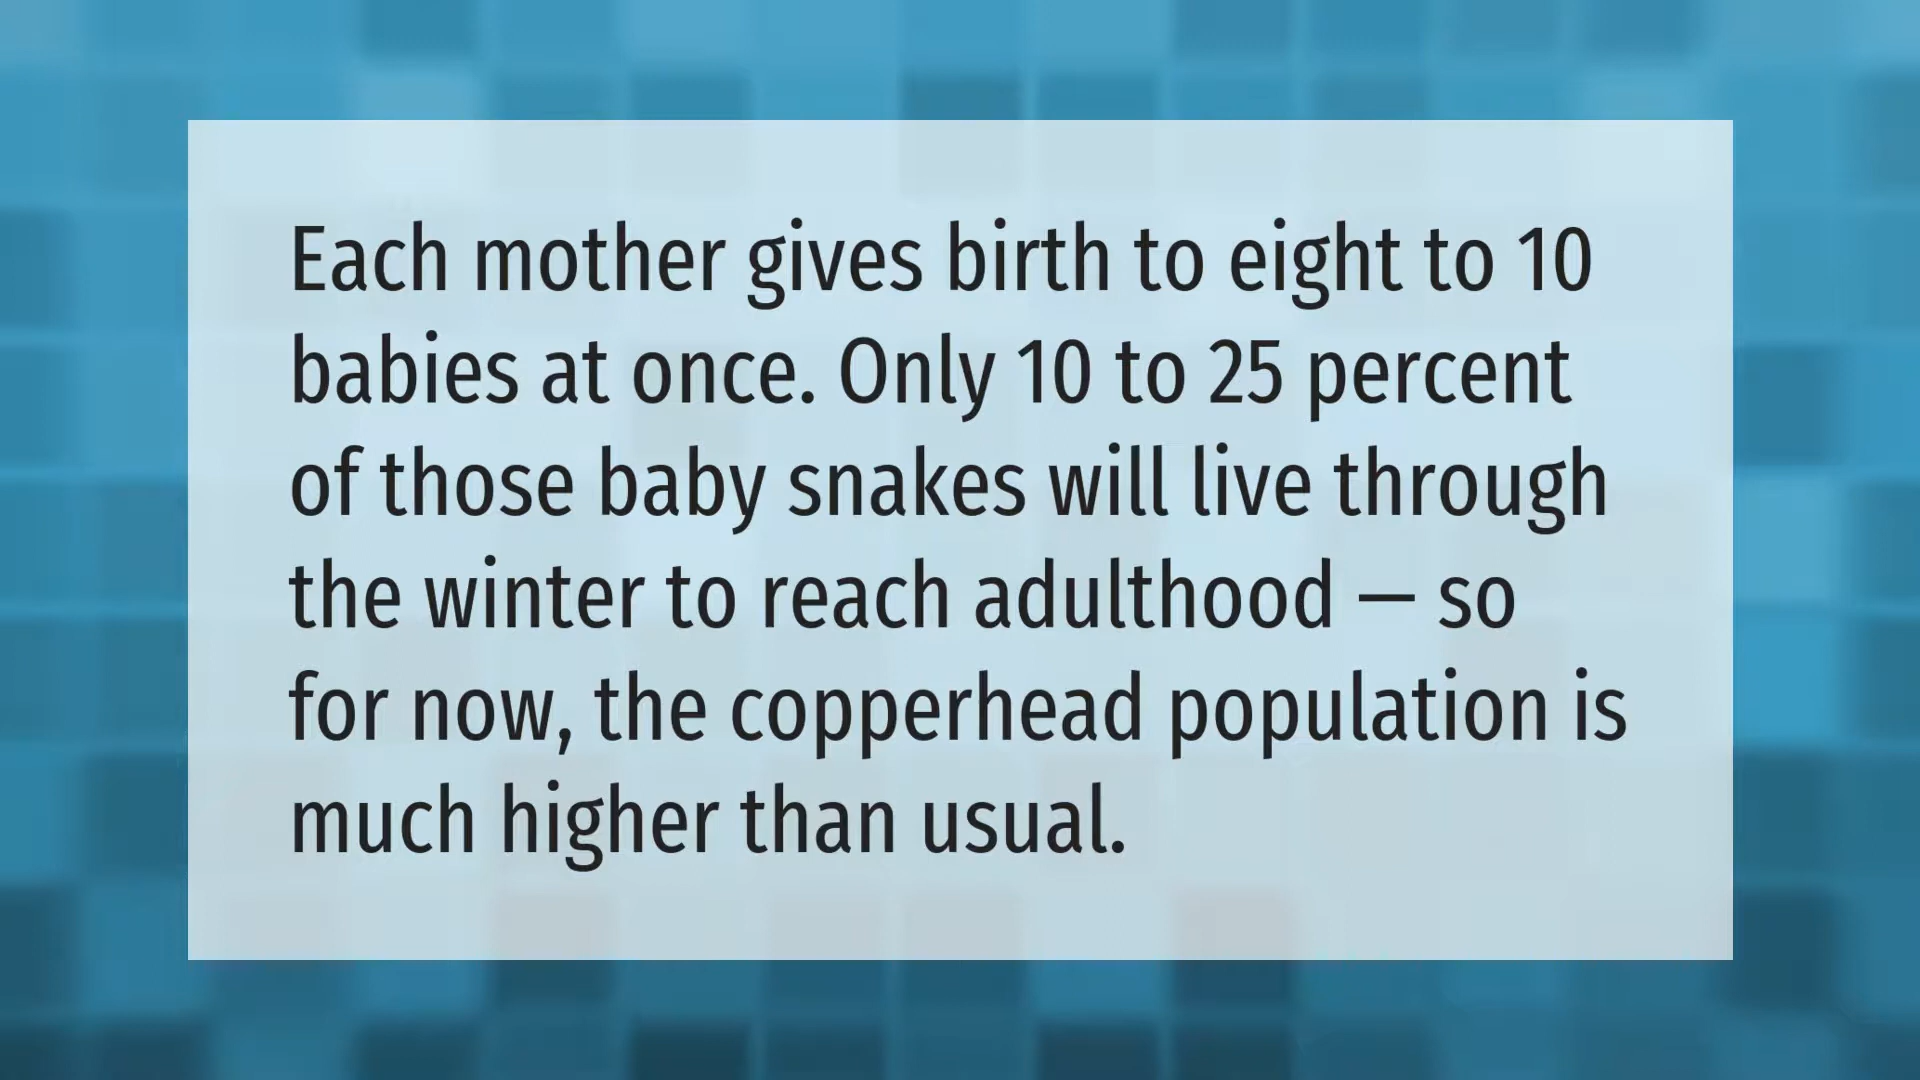 Each mother gives birth to eight to 10
babies at once. Only 10 to 25 percent
of those baby snakes will live through
the winter to reach adulthood — so
for now, the copperhead population is
much higher than usual.